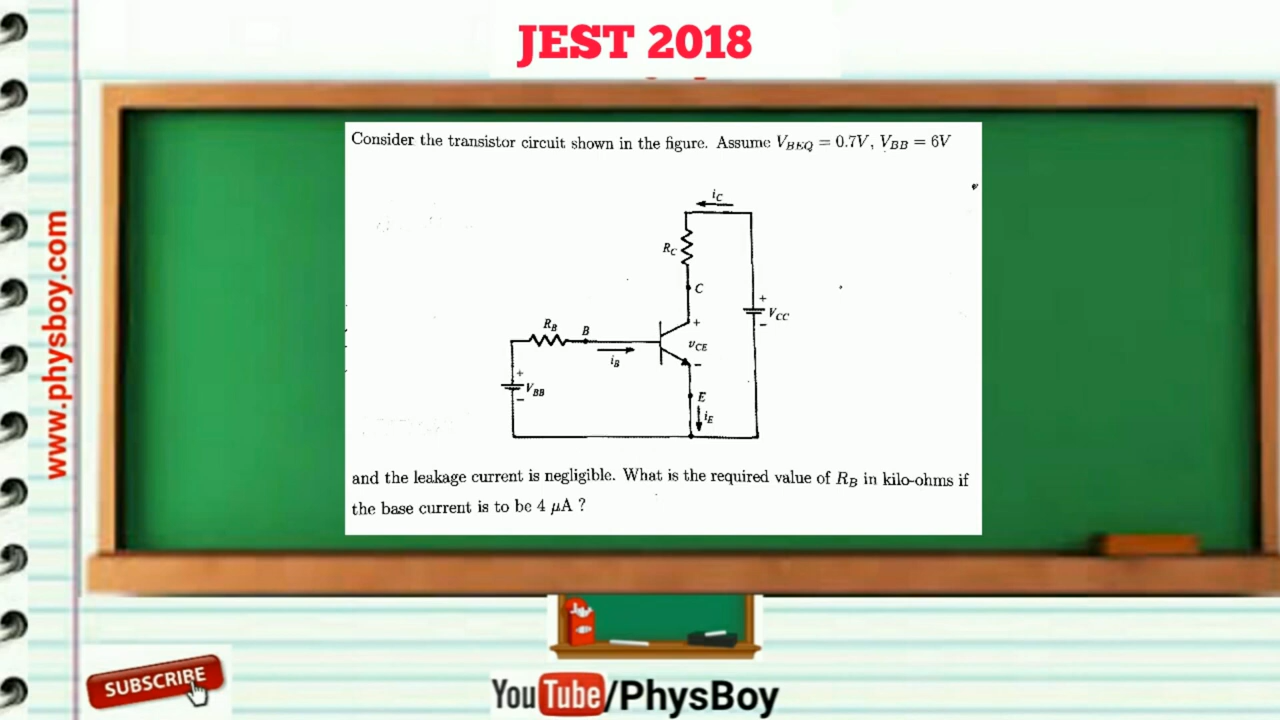 JEST 2018
Consider the transistor circuit shown in the figure. Assume V_BEQ = 0.7V, V_BB = 6V
i_C
R_C
C
+
+
V_CC
-
R_B
B
v_CE
i_B
-
+
V_BB
-
E
i_E
and the leakage current is negligible. What is the required value of R_B in kilo-ohms if
the base current is to be 4 μA ?
www.physboy.com
SUBSCRIBE
YouTube/PhysBoy